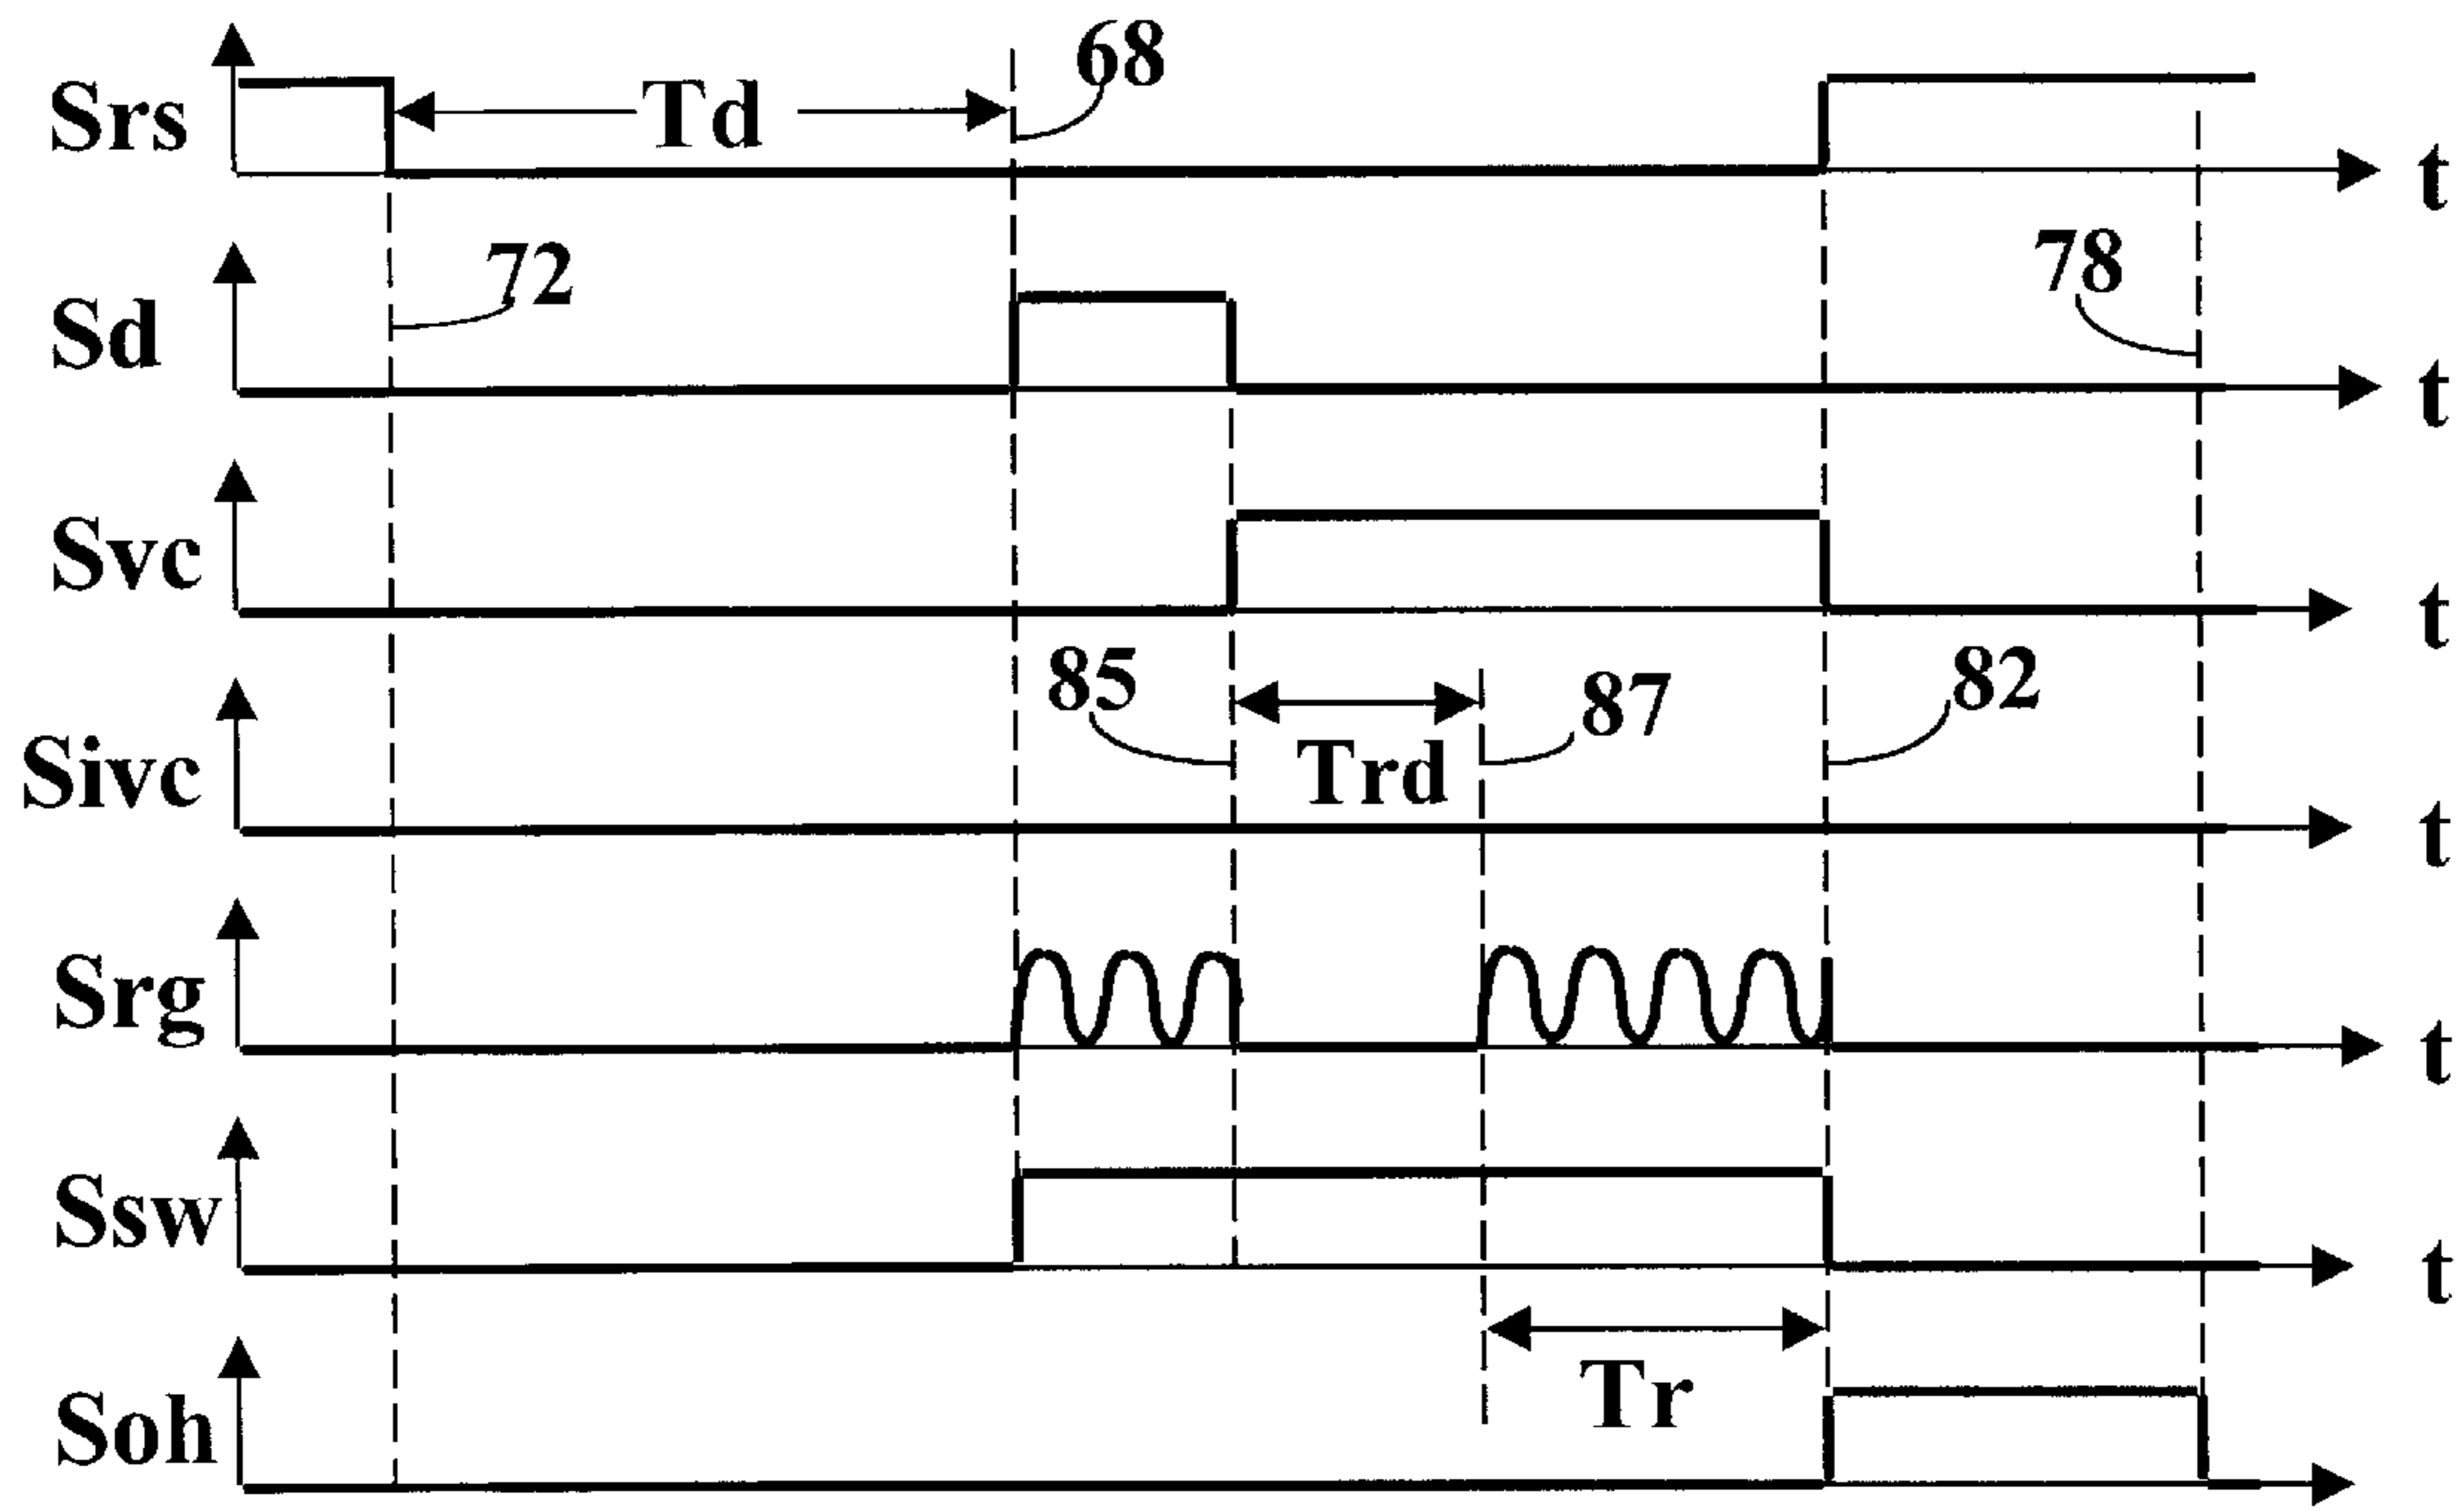 68
Srs Td t
72 78
Sd t
Svc t
85 87 82
Sivc Trd t
Srg t
Ssw t
Tr
Soh